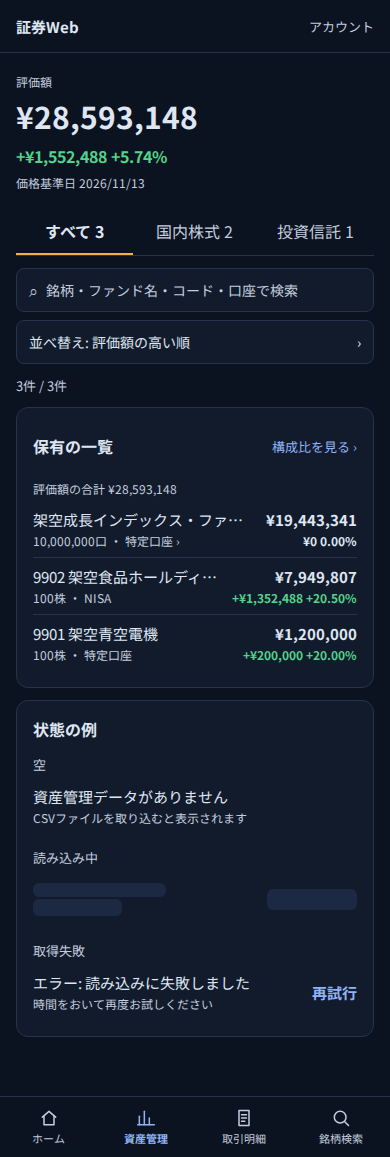 証券Web
アカウント
評価額
¥28,593,148
+¥1,552,488 +5.74%
価格基準日 2026/11/13
すべて 3
国内株式 2
投資信託 1
銘柄・ファンド名・コード・口座で検索
並べ替え: 評価額の高い順 ›
3件 / 3件
保有の一覧
構成比を見る ›
評価額の合計 ¥28,593,148
架空成長インデックス・ファ… ¥19,443,341
10,000,000口 ・ 特定口座 › ¥0 0.00%
9902 架空食品ホールディ… ¥7,949,807
100株 ・ NISA +¥1,352,488 +20.50%
9901 架空青空電機 ¥1,200,000
100株 ・ 特定口座 +¥200,000 +20.00%
状態の例
空
資産管理データがありません
CSVファイルを取り込むと表示されます
読み込み中
取得失敗
エラー: 読み込みに失敗しました
時間をおいて再度お試しください
再試行
ホーム
資産管理
取引明細
銘柄検索